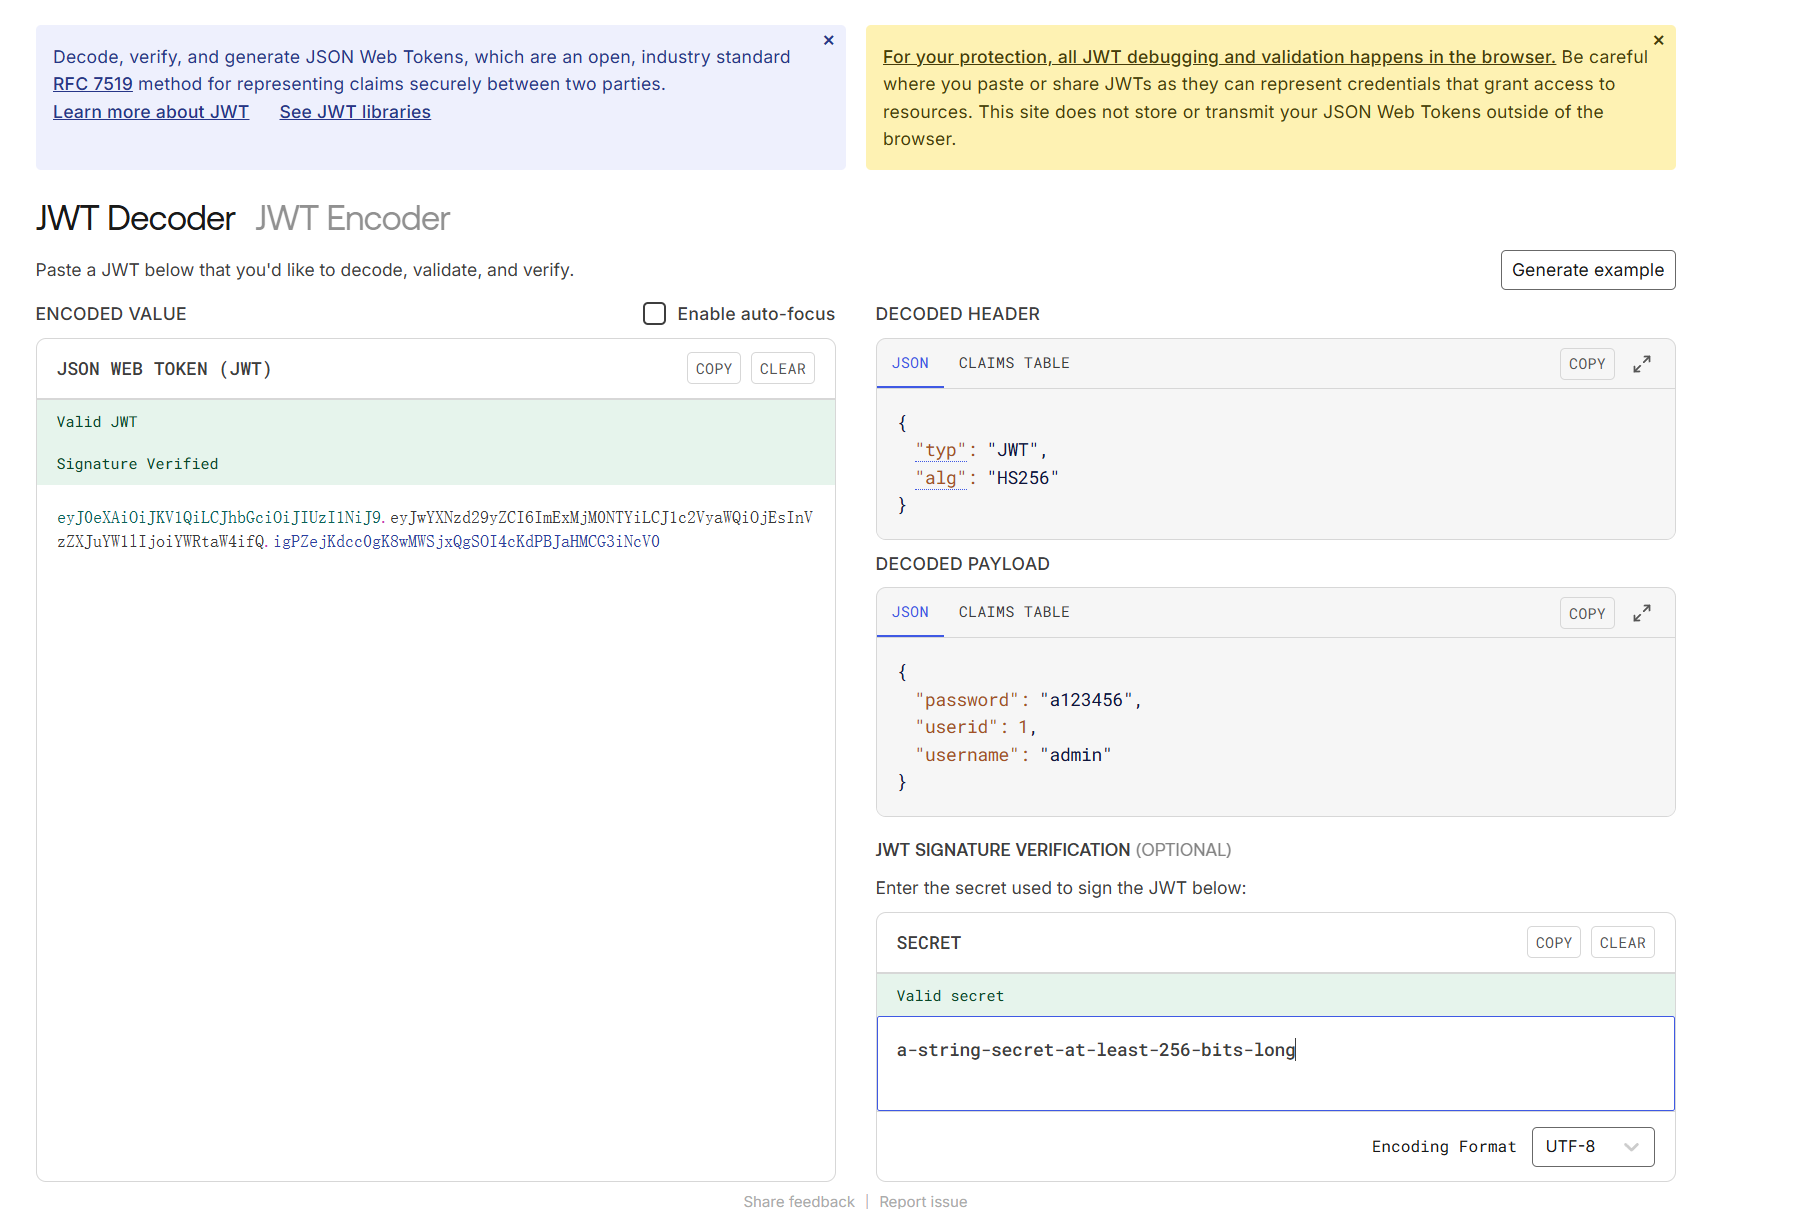 Decode, verify, and generate JSON Web Tokens, which are an open, industry standard
RFC 7519 method for representing claims securely between two parties.
Learn more about JWT See JWT libraries
×
For your protection, all JWT debugging and validation happens in the browser. Be careful
where you paste or share JWTs as they can represent credentials that grant access to
resources. This site does not store or transmit your JSON Web Tokens outside of the
browser.
×
JWT Decoder JWT Encoder
Paste a JWT below that you'd like to decode, validate, and verify.
Generate example
ENCODED VALUE
Enable auto-focus
JSON WEB TOKEN (JWT)
COPY CLEAR
Valid JWT
Signature Verified
eyJ0eXAiOiJKV1QiLCJhbGciOiJIUzI1NiJ9.eyJwYXNzd29yZCI6ImExMjM0NTYiLCJ1c2VyaWQiOjEsInV
zZXJuYW1lIjoiYWRtaW4ifQ.igPZejKdccOgK8wMWSjxQgSOI4cKdPBJaHMCG3iNcV0
DECODED HEADER
JSON CLAIMS TABLE
COPY
{
"typ": "JWT",
"alg": "HS256"
}
DECODED PAYLOAD
JSON CLAIMS TABLE
COPY
{
"password": "a123456",
"userid": 1,
"username": "admin"
}
JWT SIGNATURE VERIFICATION (OPTIONAL)
Enter the secret used to sign the JWT below:
SECRET
COPY CLEAR
Valid secret
a-string-secret-at-least-256-bits-long
Encoding Format UTF-8
Share feedback | Report issue